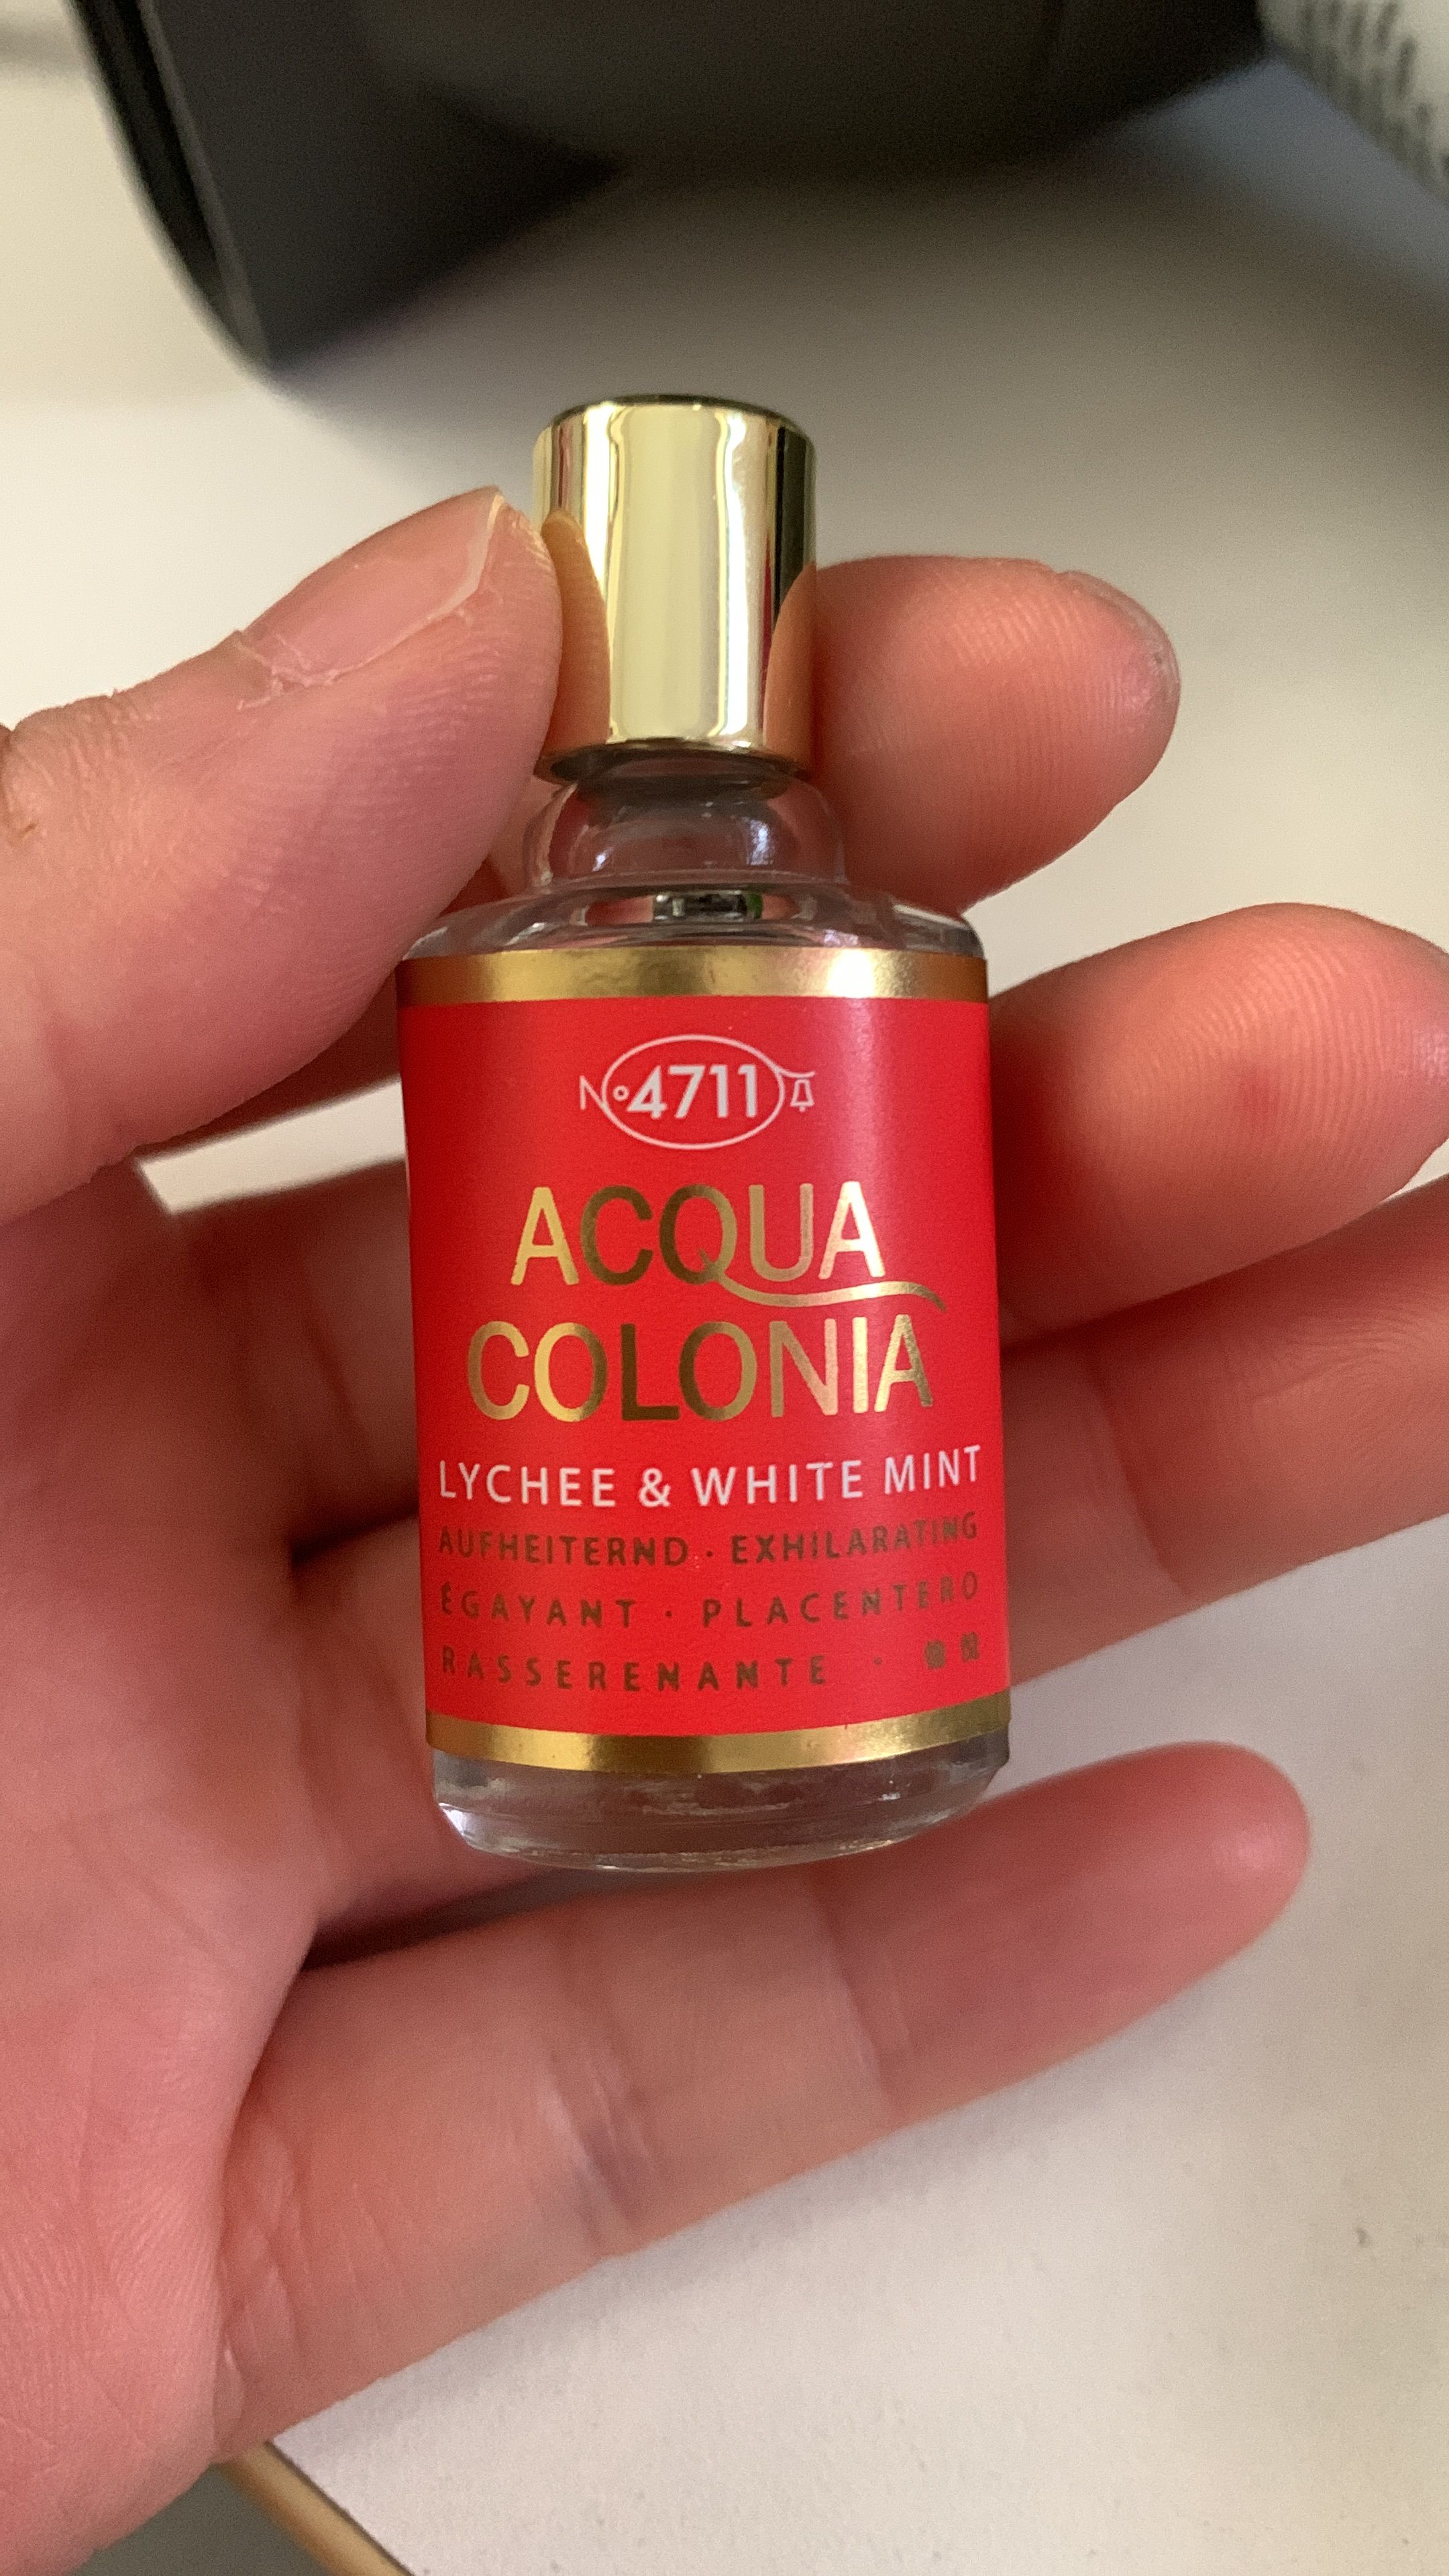 Nº4711
ACQUA
COLONIA
LYCHEE & WHITE MINT
AUFHEITERND · EXHILARATING
ÉGAYANT · PLACENTERO
RASSERENANTE ·